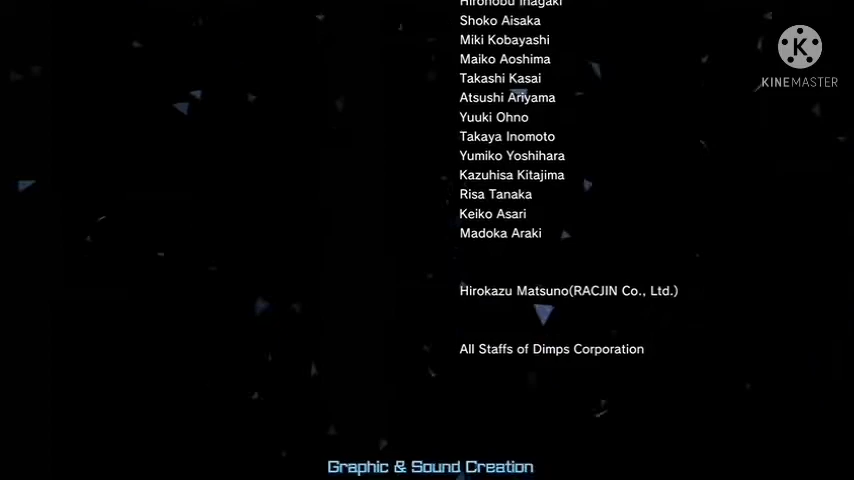 Hironobu Inagaki
Shoko Aisaka
Miki Kobayashi
Maiko Aoshima
Takashi Kasai
Atsushi Ariyama
Yuuki Ohno
Takaya Inomoto
Yumiko Yoshihara
Kazuhisa Kitajima
Risa Tanaka
Keiko Asari
Madoka Araki
Hirokazu Matsuno(RACJIN Co., Ltd.)
All Staffs of Dimps Corporation
Graphic & Sound Creation
K
KINEMASTER